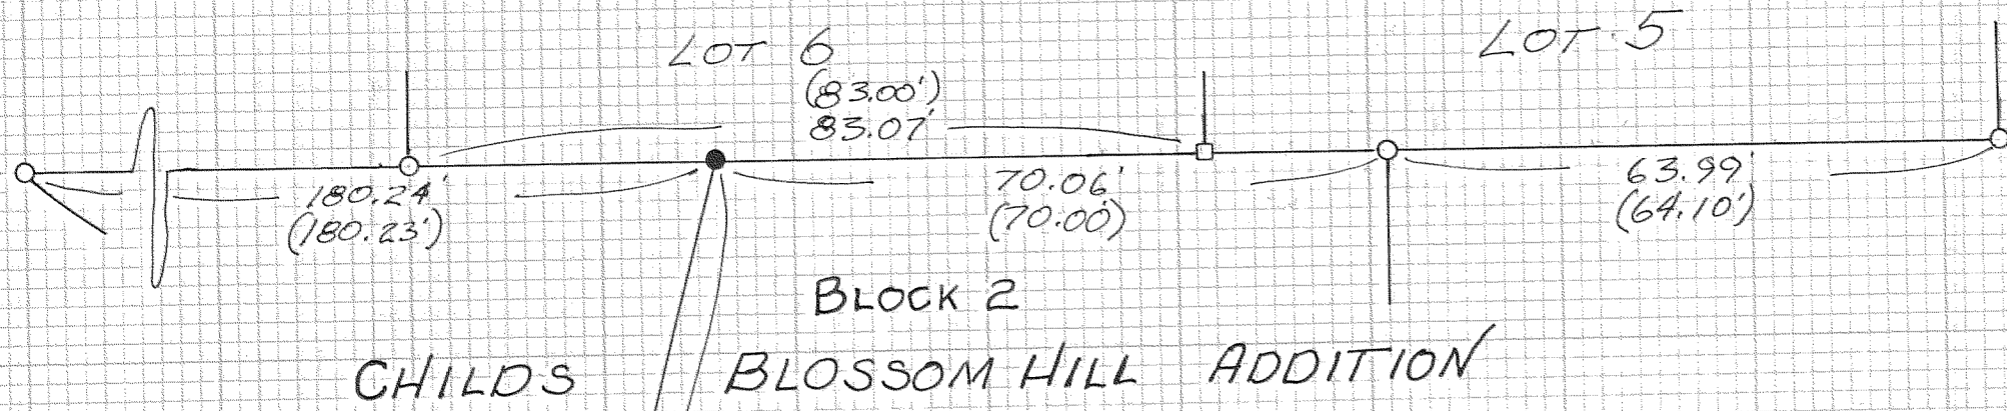 LOT 6
LOT 5
(83.00')
83.07'
180.24'
(180.23')
70.06'
(70.00')
63.99'
(64.10')
BLOCK 2
CHILDS BLOSSOM HILL ADDITION